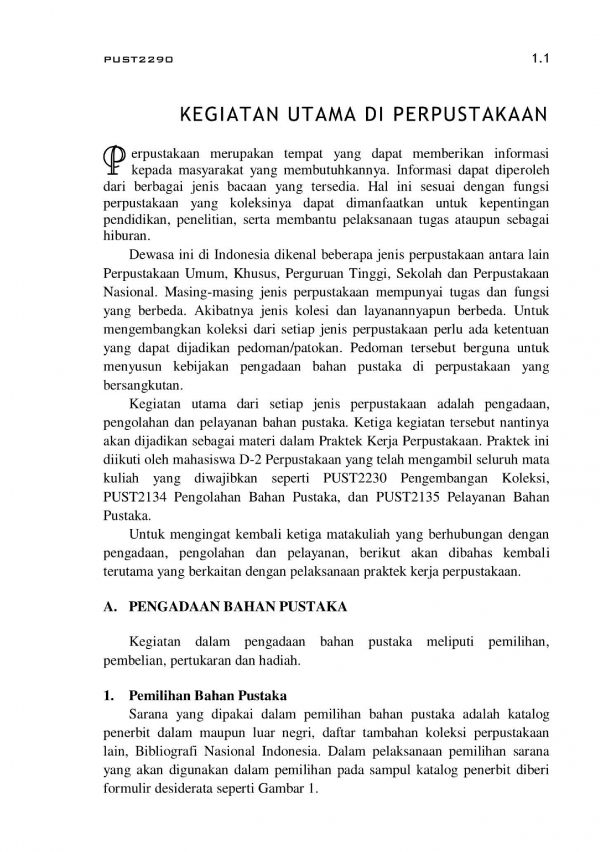 PUST2290 1.1
KEGIATAN UTAMA DI PERPUSTAKAAN
Perpustakaan merupakan tempat yang dapat memberikan informasi
kepada masyarakat yang membutuhkannya. Informasi dapat diperoleh
dari berbagai jenis bacaan yang tersedia. Hal ini sesuai dengan fungsi
perpustakaan yang koleksinya dapat dimanfaatkan untuk kepentingan
pendidikan, penelitian, serta membantu pelaksanaan tugas ataupun sebagai
hiburan.
Dewasa ini di Indonesia dikenal beberapa jenis perpustakaan antara lain
Perpustakaan Umum, Khusus, Perguruan Tinggi, Sekolah dan Perpustakaan
Nasional. Masing-masing jenis perpustakaan mempunyai tugas dan fungsi
yang berbeda. Akibatnya jenis kolesi dan layanannyapun berbeda. Untuk
mengembangkan koleksi dari setiap jenis perpustakaan perlu ada ketentuan
yang dapat dijadikan pedoman/patokan. Pedoman tersebut berguna untuk
menyusun kebijakan pengadaan bahan pustaka di perpustakaan yang
bersangkutan.
Kegiatan utama dari setiap jenis perpustakaan adalah pengadaan,
pengolahan dan pelayanan bahan pustaka. Ketiga kegiatan tersebut nantinya
akan dijadikan sebagai materi dalam Praktek Kerja Perpustakaan. Praktek ini
diikuti oleh mahasiswa D-2 Perpustakaan yang telah mengambil seluruh mata
kuliah yang diwajibkan seperti PUST2230 Pengembangan Koleksi,
PUST2134 Pengolahan Bahan Pustaka, dan PUST2135 Pelayanan Bahan
Pustaka.
Untuk mengingat kembali ketiga matakuliah yang berhubungan dengan
pengadaan, pengolahan dan pelayanan, berikut akan dibahas kembali
terutama yang berkaitan dengan pelaksanaan praktek kerja perpustakaan.
A. PENGADAAN BAHAN PUSTAKA
Kegiatan dalam pengadaan bahan pustaka meliputi pemilihan,
pembelian, pertukaran dan hadiah.
1. Pemilihan Bahan Pustaka
Sarana yang dipakai dalam pemilihan bahan pustaka adalah katalog
penerbit dalam maupun luar negri, daftar tambahan koleksi perpustakaan
lain, Bibliografi Nasional Indonesia. Dalam pelaksanaan pemilihan sarana
yang akan digunakan dalam pemilihan pada sampul katalog penerbit diberi
formulir desiderata seperti Gambar 1.